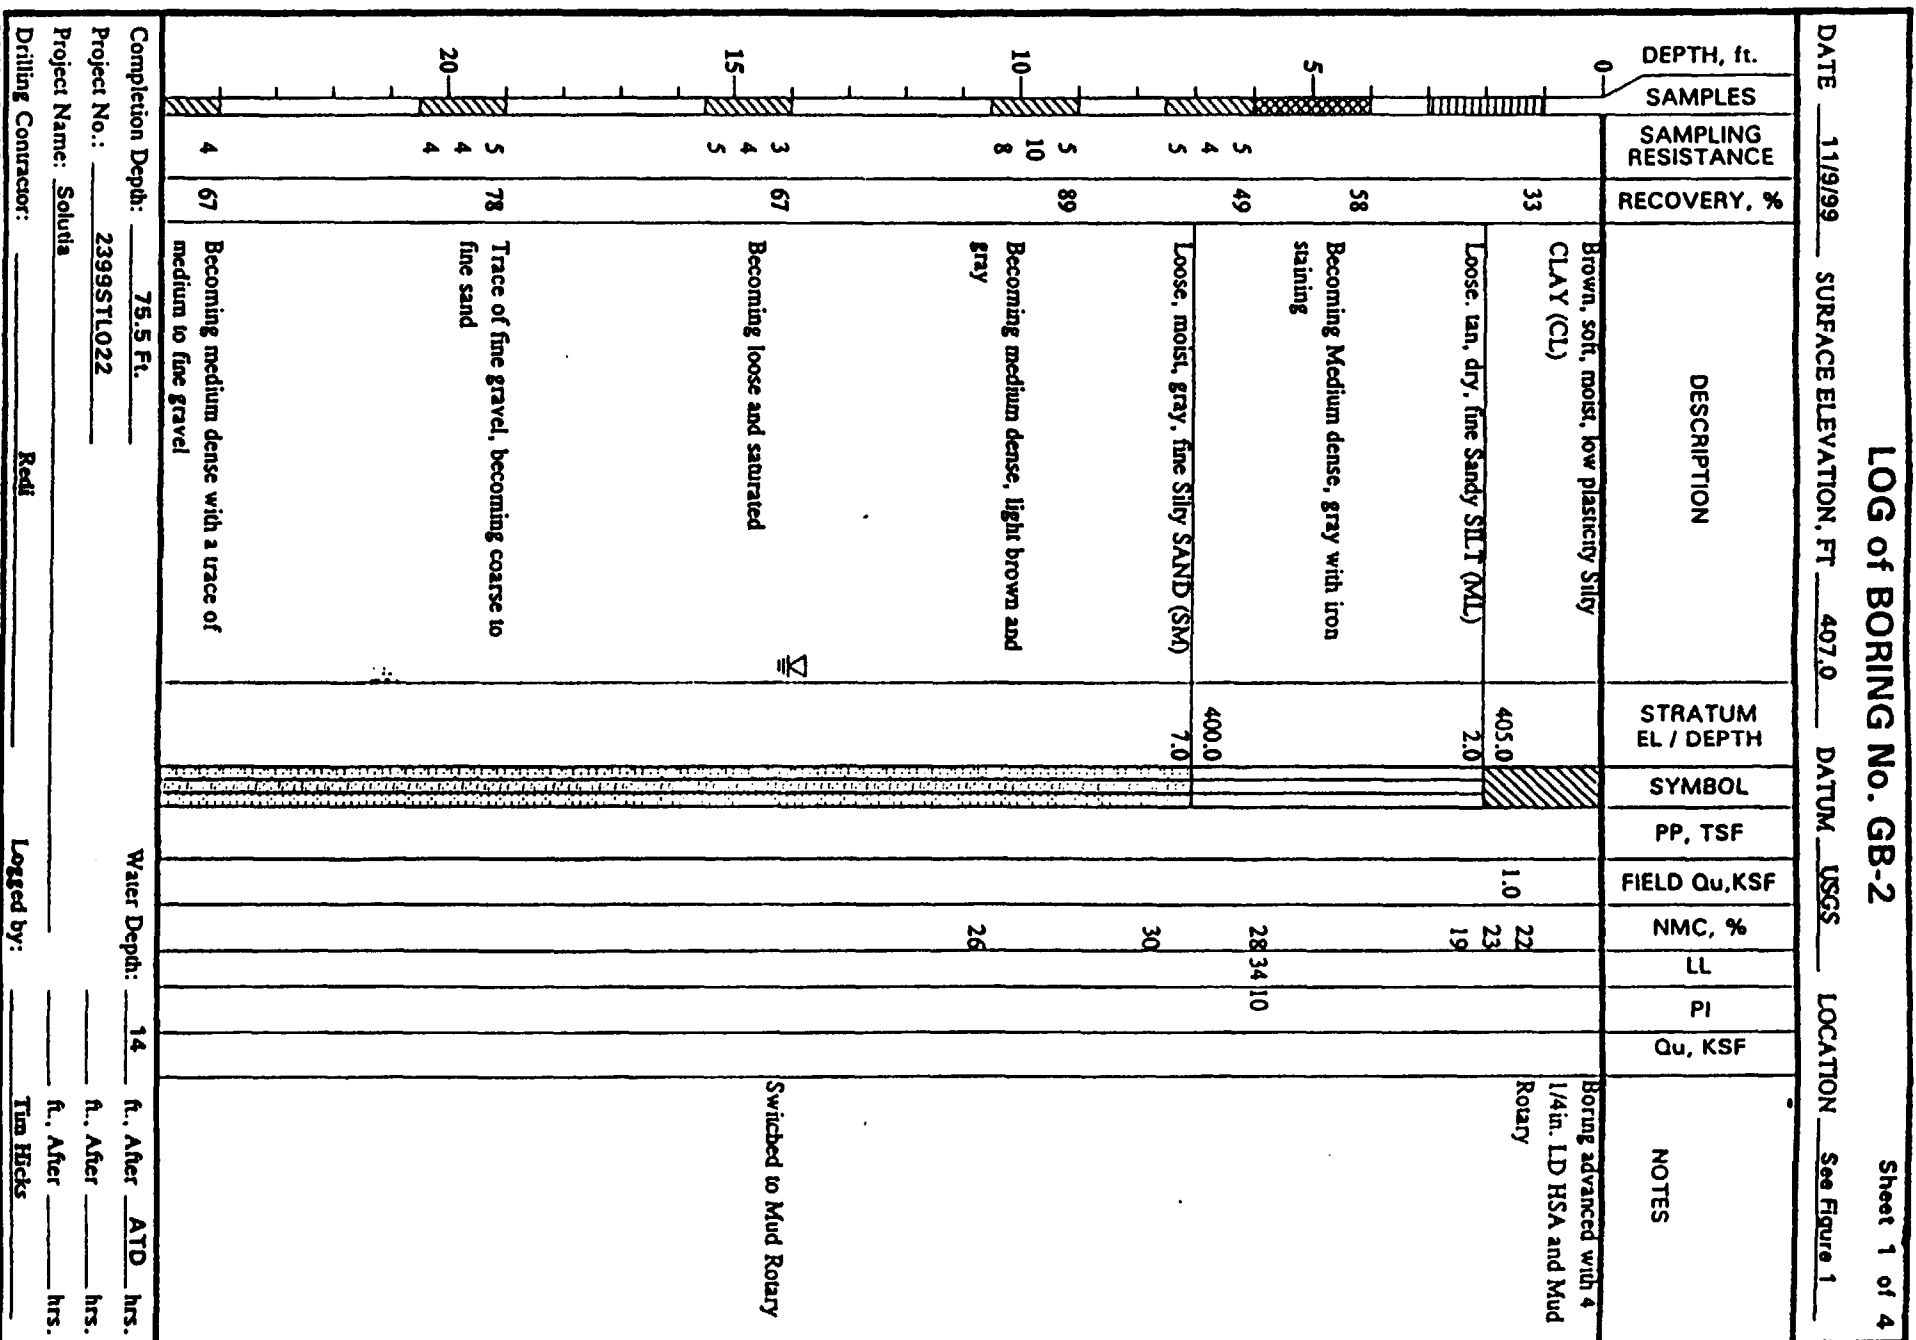 LOG of BORING No. GB-2
Sheet 1 of 4
DATE 11/9/99 SURFACE ELEVATION, FT 407.0 DATUM USGS LOCATION See Figure 1
DEPTH, ft.
SAMPLES
SAMPLING
RESISTANCE
RECOVERY, %
DESCRIPTION
STRATUM
EL / DEPTH
SYMBOL
PP, TSF
FIELD Qu,KSF
NMC, %
LL
PI
Qu, KSF
NOTES
0
Brown, soft, moist, low plasticity Silty
CLAY (CL)
33
405.0
2.0
1.0
22
23
19
Boring advanced with 4
1/4in. I.D HSA and Mud
Rotary
Loose. tan, dry, fine Sandy SILT (ML)
5
58
Becoming Medium dense, gray with iron
staining
49
5
4
5
400.0
7.0
28 34 10
30
Loose, moist, gray, fine Silty SAND (SM)
10
5
10
8
89
Becoming medium dense, light brown and
gray
26
15
3
4
5
67
Becoming loose and saturated
Switched to Mud Rotary
20
5
4
4
78
Trace of fine gravel, becoming coarse to
fine sand
4
67
Becoming medium dense with a trace of
medium to fine gravel
Completion Depth: 75.5 Ft. Water Depth: 14 ft., After ATD hrs.
Project No.: 2399STL022 ft., After hrs.
Project Name: Solutia ft., After hrs.
Drilling Contractor: Redi Logged by: Tim Hicks